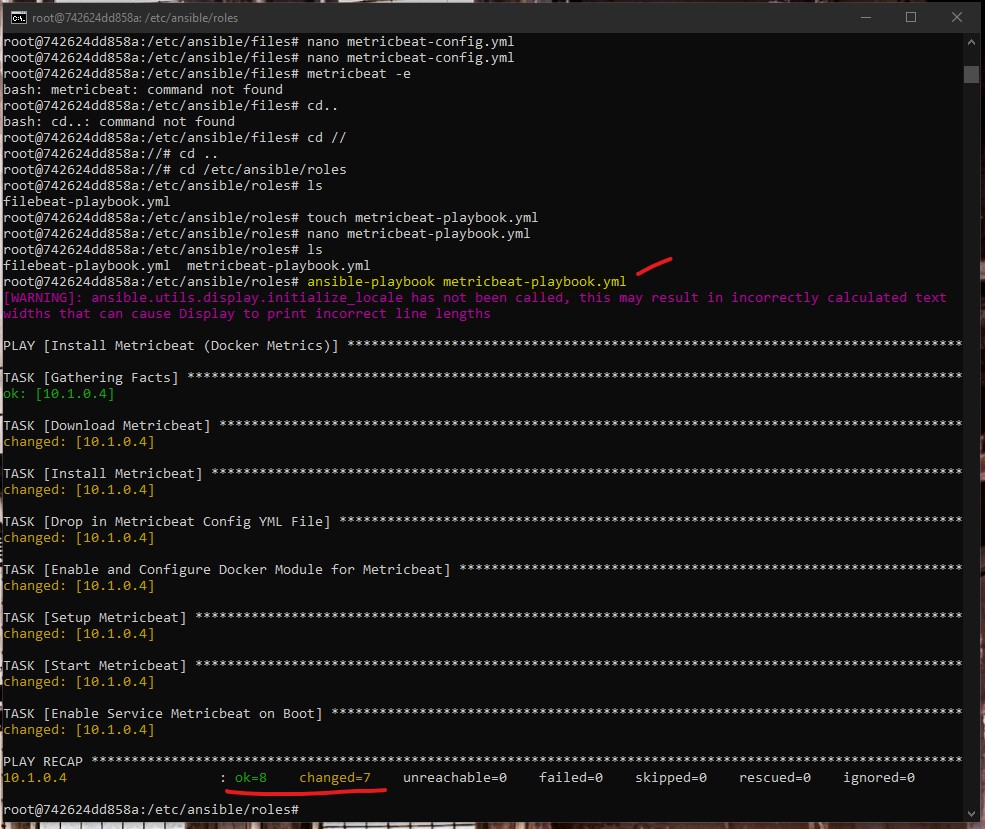 root@742624dd858a: /etc/ansible/roles
root@742624dd858a:/etc/ansible/files# nano metricbeat-config.yml
root@742624dd858a:/etc/ansible/files# nano metricbeat-config.yml
root@742624dd858a:/etc/ansible/files# metricbeat -e
bash: metricbeat: command not found
root@742624dd858a:/etc/ansible/files# cd..
bash: cd..: command not found
root@742624dd858a:/etc/ansible/files# cd //
root@742624dd858a://# cd ..
root@742624dd858a://# cd /etc/ansible/roles
root@742624dd858a:/etc/ansible/roles# ls
filebeat-playbook.yml
root@742624dd858a:/etc/ansible/roles# touch metricbeat-playbook.yml
root@742624dd858a:/etc/ansible/roles# nano metricbeat-playbook.yml
root@742624dd858a:/etc/ansible/roles# ls
filebeat-playbook.yml  metricbeat-playbook.yml
root@742624dd858a:/etc/ansible/roles# ansible-playbook metricbeat-playbook.yml
[WARNING]: ansible.utils.display.initialize_locale has not been called, this may result in incorrectly calculated text
widths that can cause Display to print incorrect line lengths
PLAY [Install Metricbeat (Docker Metrics)] *****************************************************************************
TASK [Gathering Facts] *************************************************************************************************
ok: [10.1.0.4]
TASK [Download Metricbeat] *********************************************************************************************
changed: [10.1.0.4]
TASK [Install Metricbeat] **********************************************************************************************
changed: [10.1.0.4]
TASK [Drop in Metricbeat Config YML File] ******************************************************************************
changed: [10.1.0.4]
TASK [Enable and Configure Docker Module for Metricbeat] ***************************************************************
changed: [10.1.0.4]
TASK [Setup Metricbeat] ************************************************************************************************
changed: [10.1.0.4]
TASK [Start Metricbeat] ************************************************************************************************
changed: [10.1.0.4]
TASK [Enable Service Metricbeat on Boot] *******************************************************************************
changed: [10.1.0.4]
PLAY RECAP *************************************************************************************************************
10.1.0.4                   : ok=8    changed=7    unreachable=0    failed=0    skipped=0    rescued=0    ignored=0
root@742624dd858a:/etc/ansible/roles#